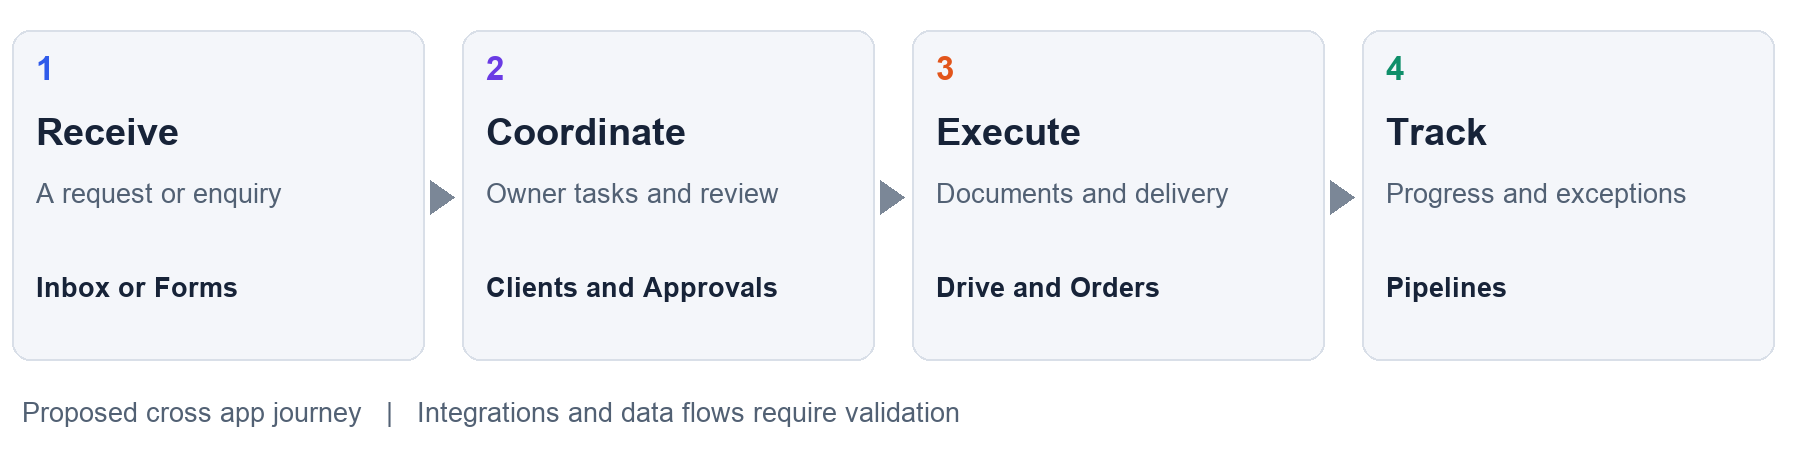 1
Receive
A request or enquiry
Inbox or Forms
2
Coordinate
Owner tasks and review
Clients and Approvals
3
Execute
Documents and delivery
Drive and Orders
4
Track
Progress and exceptions
Pipelines
Proposed cross app journey | Integrations and data flows require validation